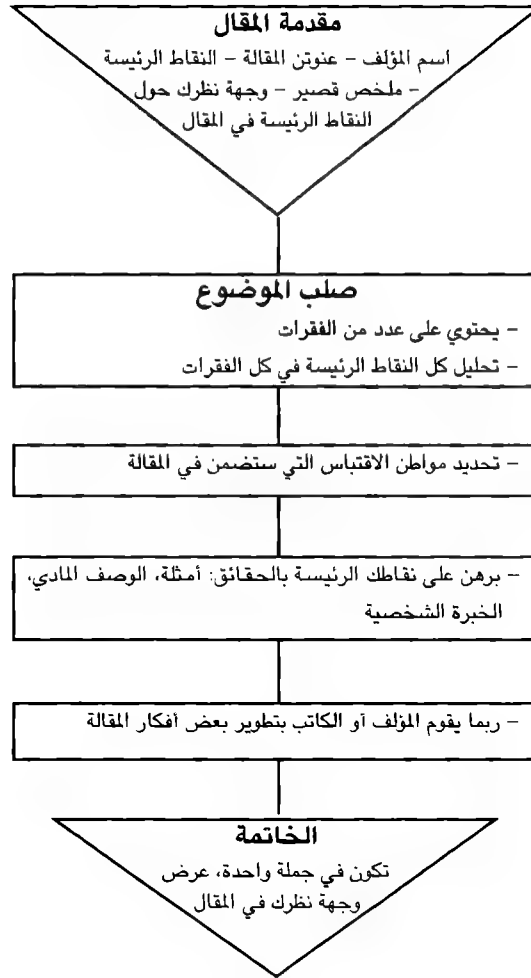 مقدمة المقال
اسم المؤلف – عنوتن المقالة – النقاط الرئيسة
– ملخص قصير – وجهة نظرك حول
النقاط الرئيسة في المقال
صلب الموضوع
– يحتوي على عدد من الفقرات
– تحليل كل النقاط الرئيسة في كل الفقرات
– تحديد مواطن الاقتباس التي ستضمن في المقالة
– برهن على نقاطك الرئيسة بالحقائق: أمثلة، الوصف المادي،
الخبرة الشخصية
– ربما يقوم المؤلف أو الكاتب بتطوير بعض أفكار المقالة
الخاتمة
تكون في جملة واحدة، عرض
وجهة نظرك في المقال